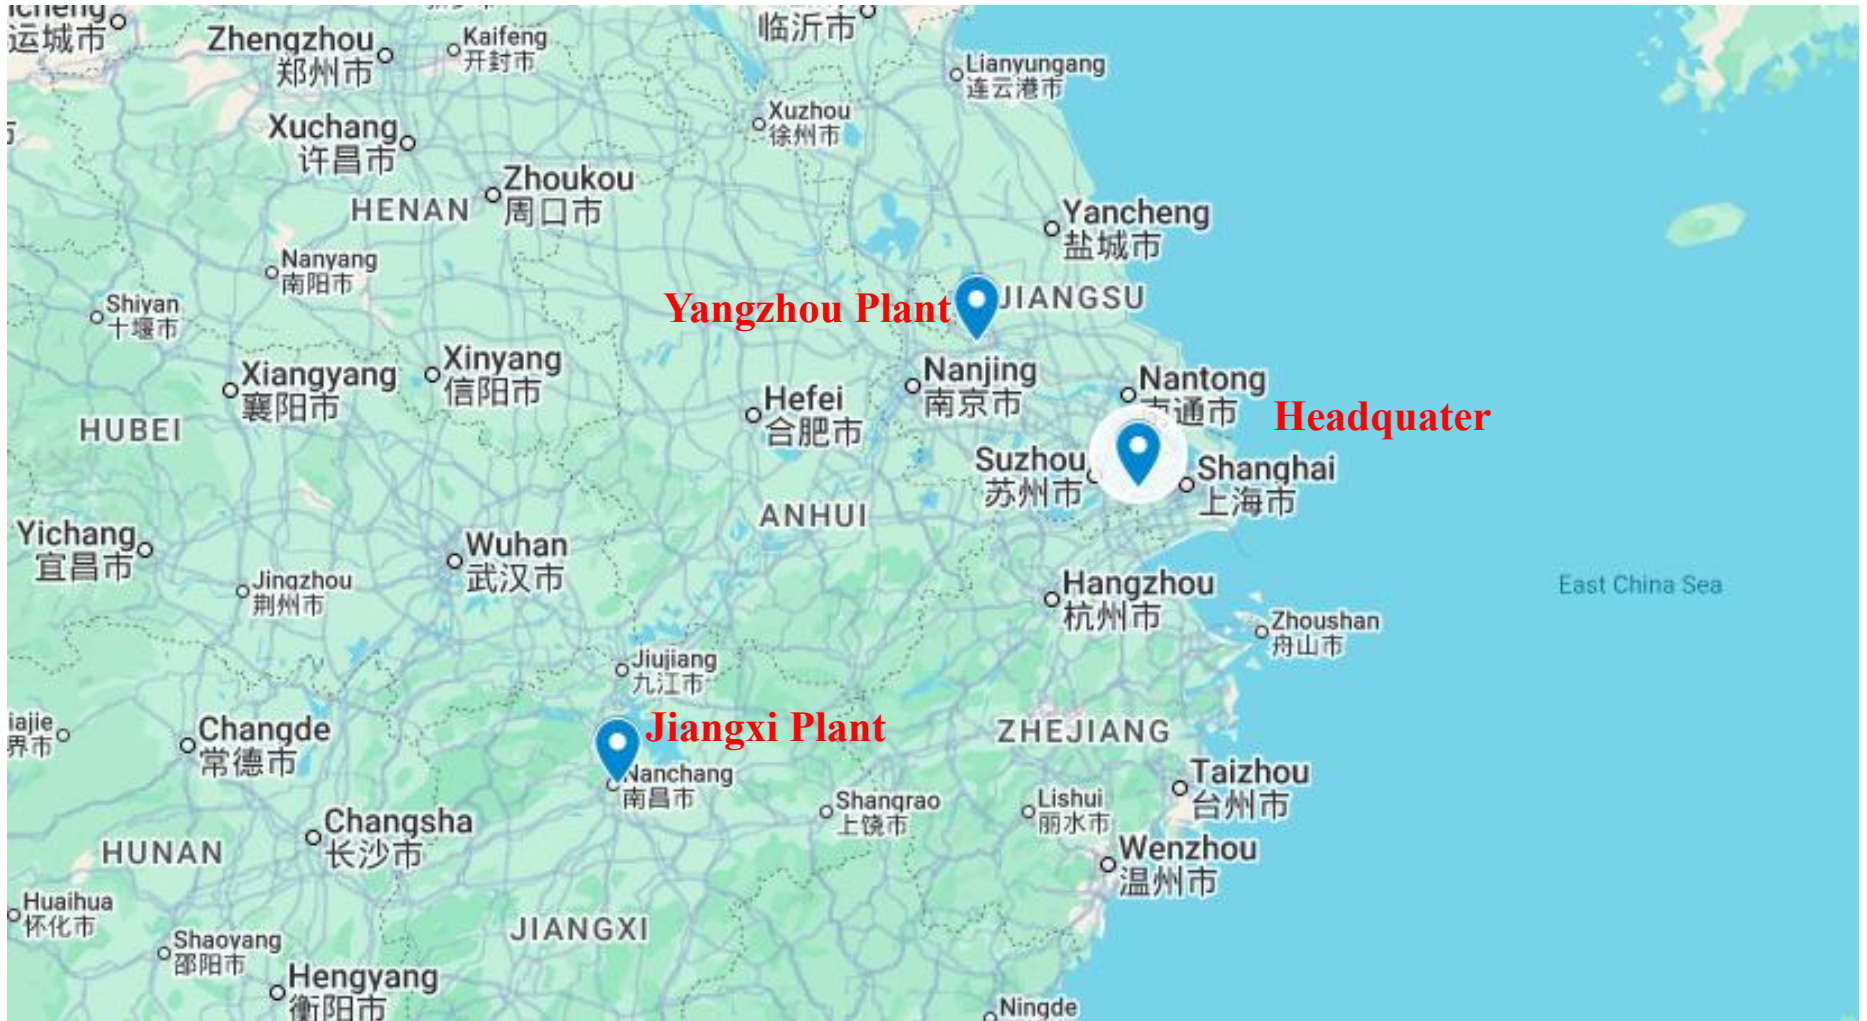 运城市
Zhengzhou
郑州市
Kaifeng
开封市
临沂市
Lianyungang
连云港市
Xuzhou
徐州市
Xuchang
许昌市
Zhoukou
周口市
HENAN
Yancheng
盐城市
Nanyang
南阳市
Shiyan
十堰市
Yangzhou Plant
JIANGSU
Xinyang
信阳市
Xiangyang
襄阳市
Nanjing
南京市
Nantong
南通市
Hefei
合肥市
Headquater
HUBEI
Suzhou
苏州市
Shanghai
上海市
ANHUI
Yichang
宜昌市
Wuhan
武汉市
Jingzhou
荆州市
Hangzhou
杭州市
East China Sea
Zhoushan
舟山市
Jiujiang
九江市
iajie
界市
Changde
常德市
Jiangxi Plant
ZHEJIANG
Nanchang
南昌市
Taizhou
台州市
Shangrao
上饶市
Lishui
丽水市
Changsha
长沙市
HUNAN
Wenzhou
温州市
Huaihua
怀化市
JIANGXI
Shaoyang
邵阳市
Hengyang
衡阳市
Ningde